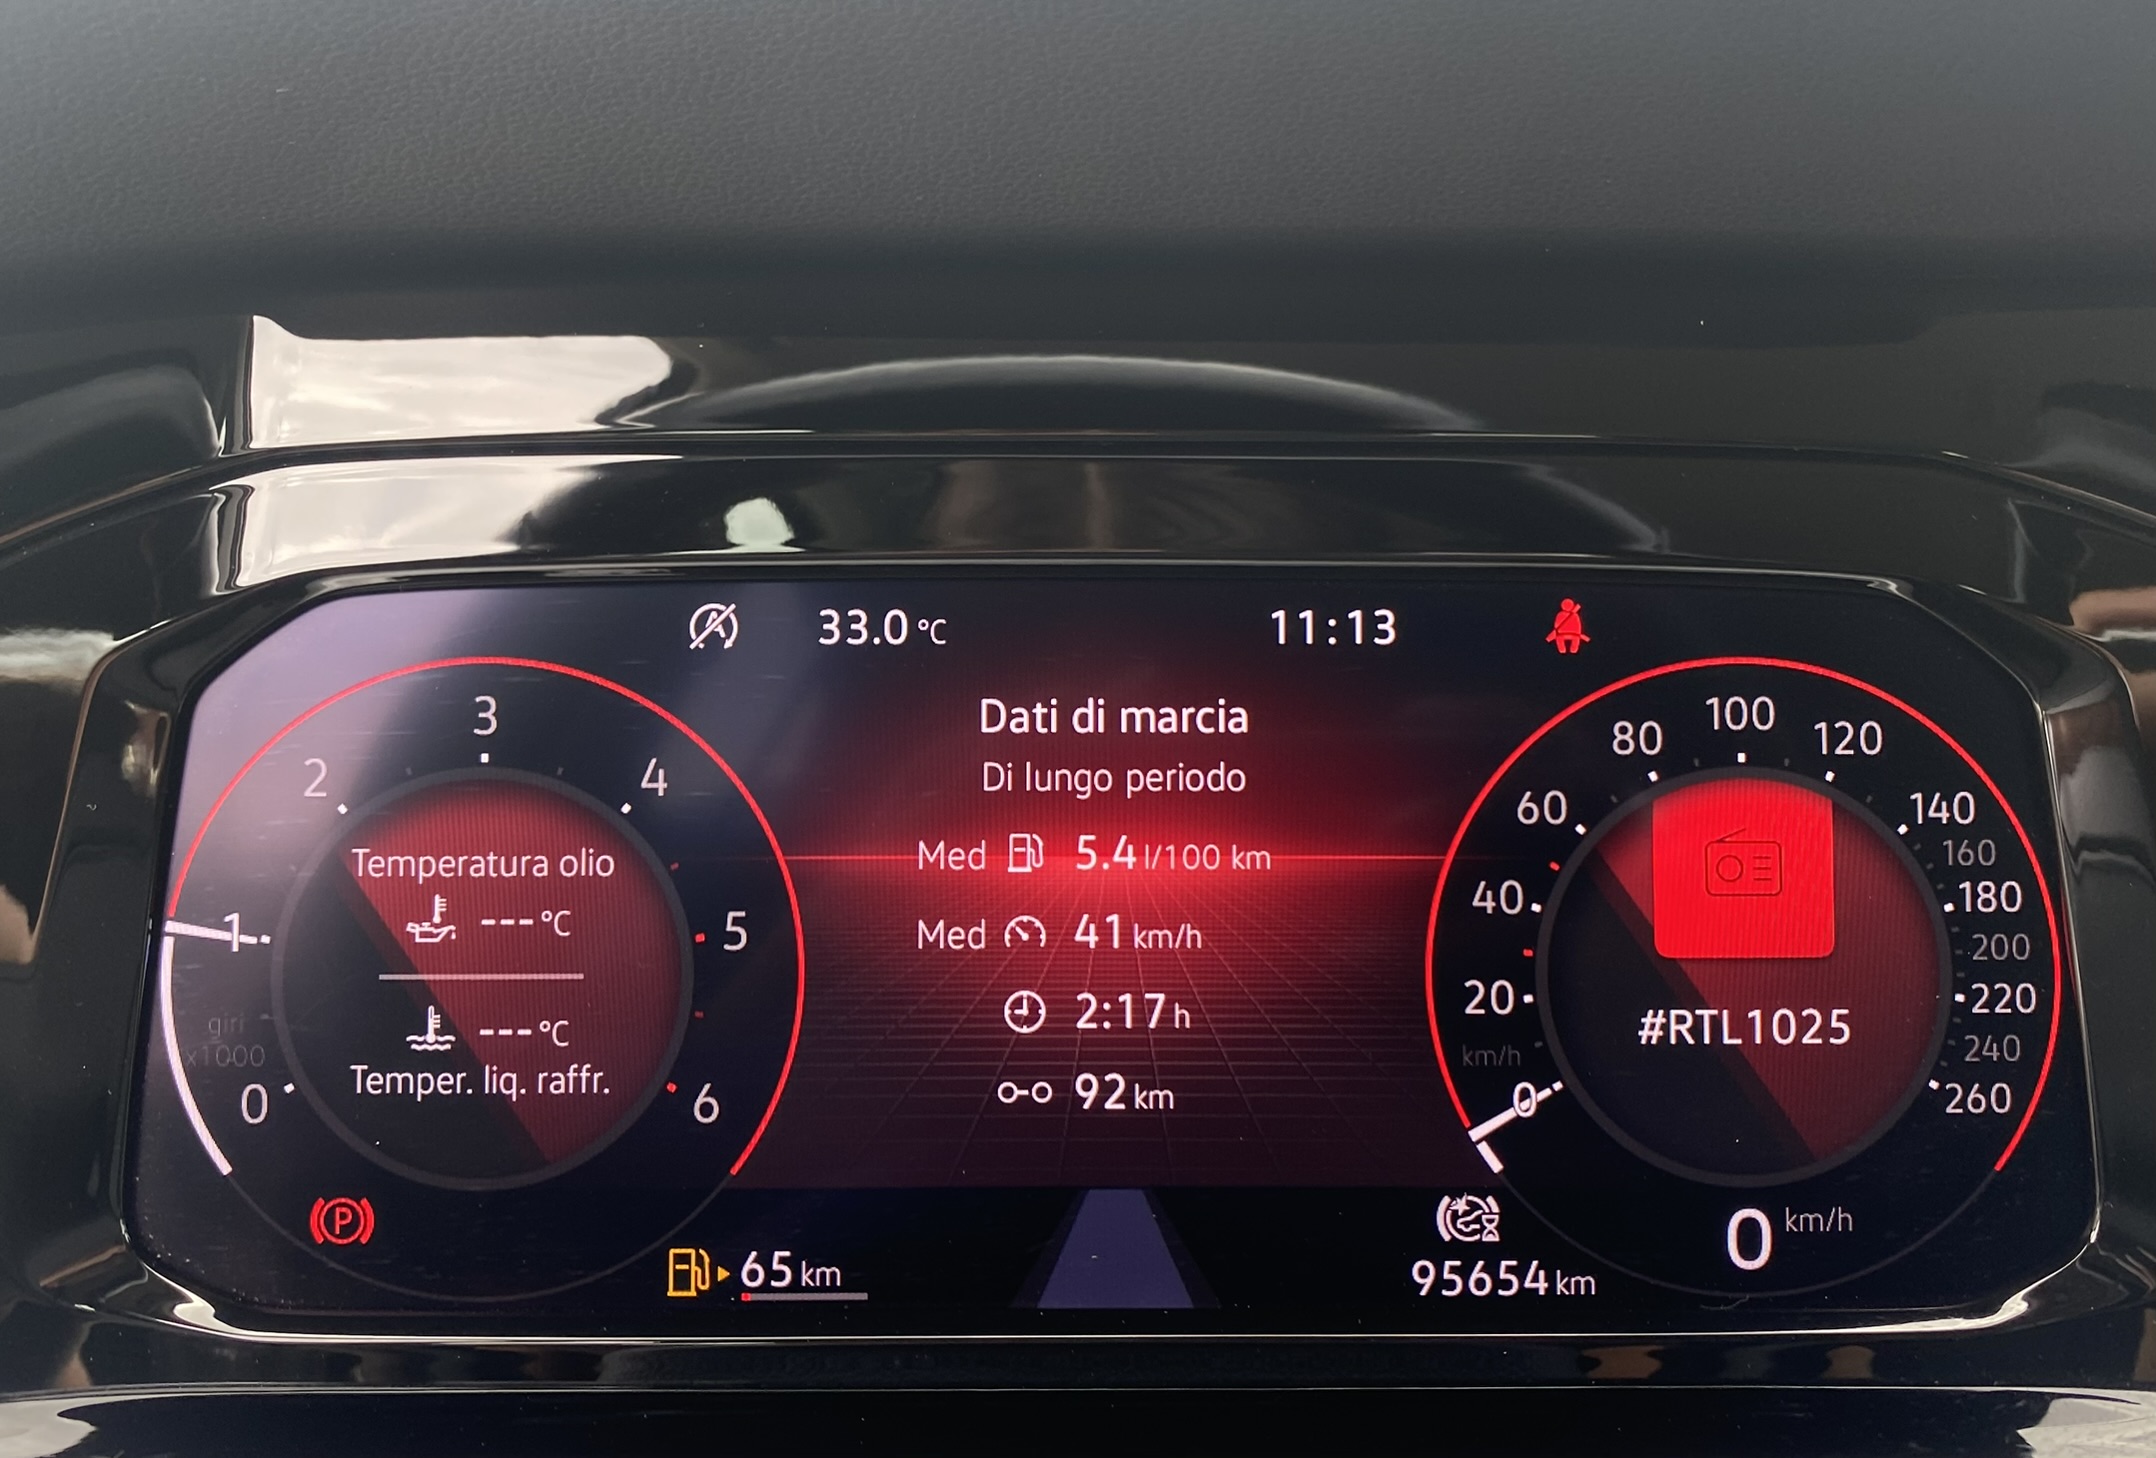 33.0 °C
11:13
3
2
4
1
5
0
6
giri
x1000
Temperatura olio
--- °C
--- °C
Temper. liq. raffr.
Dati di marcia
Di lungo periodo
Med 5.4 l/100 km
Med 41 km/h
2:17 h
92 km
100
80
120
60
140
160
40
180
200
20
220
km/h
240
0
260
#RTL1025
P
65 km
95654 km
0 km/h